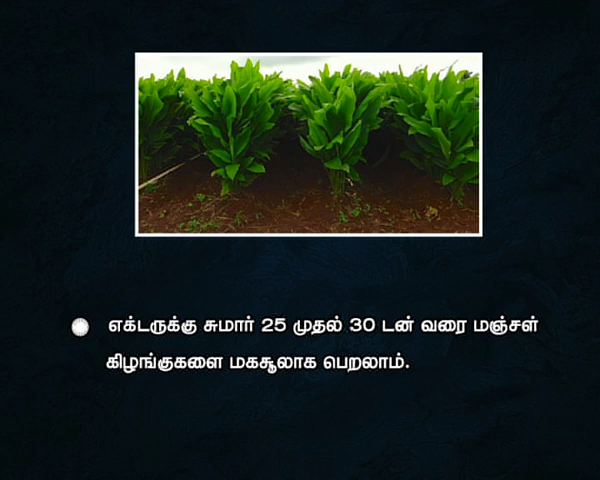 எக்டருக்கு சுமார் 25 முதல் 30 டன் வரை மஞ்சள்
கிழங்குகளை மகசூலாக பெறலாம்.